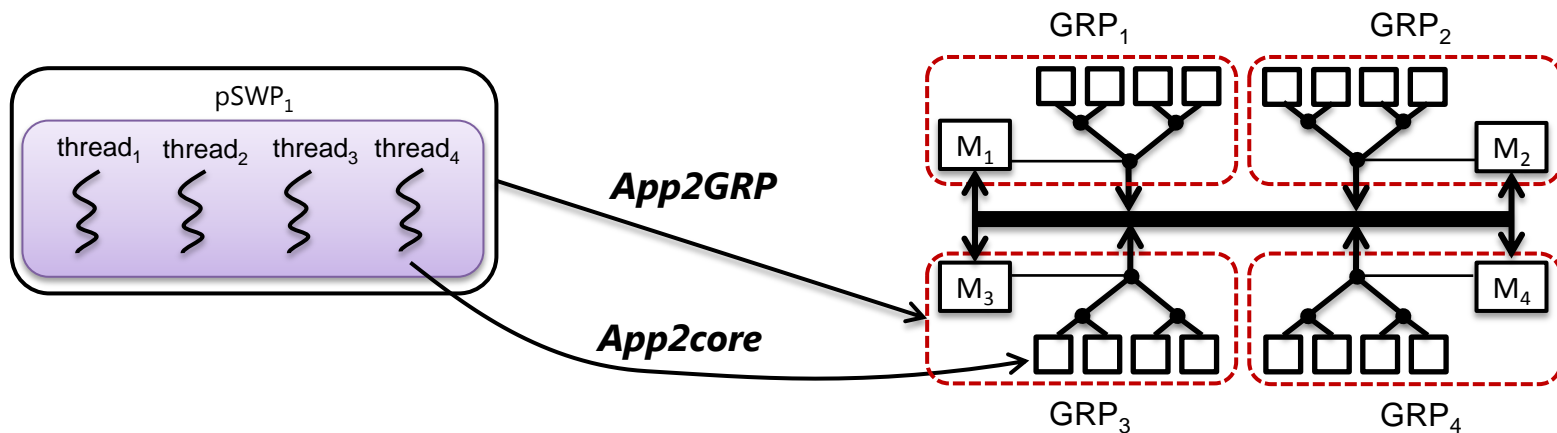 GRP₁
GRP₂
pSWP₁
thread₁ thread₂ thread₃ thread₄
M₁
M₂
App2GRP
M₃
M₄
App2core
GRP₃
GRP₄